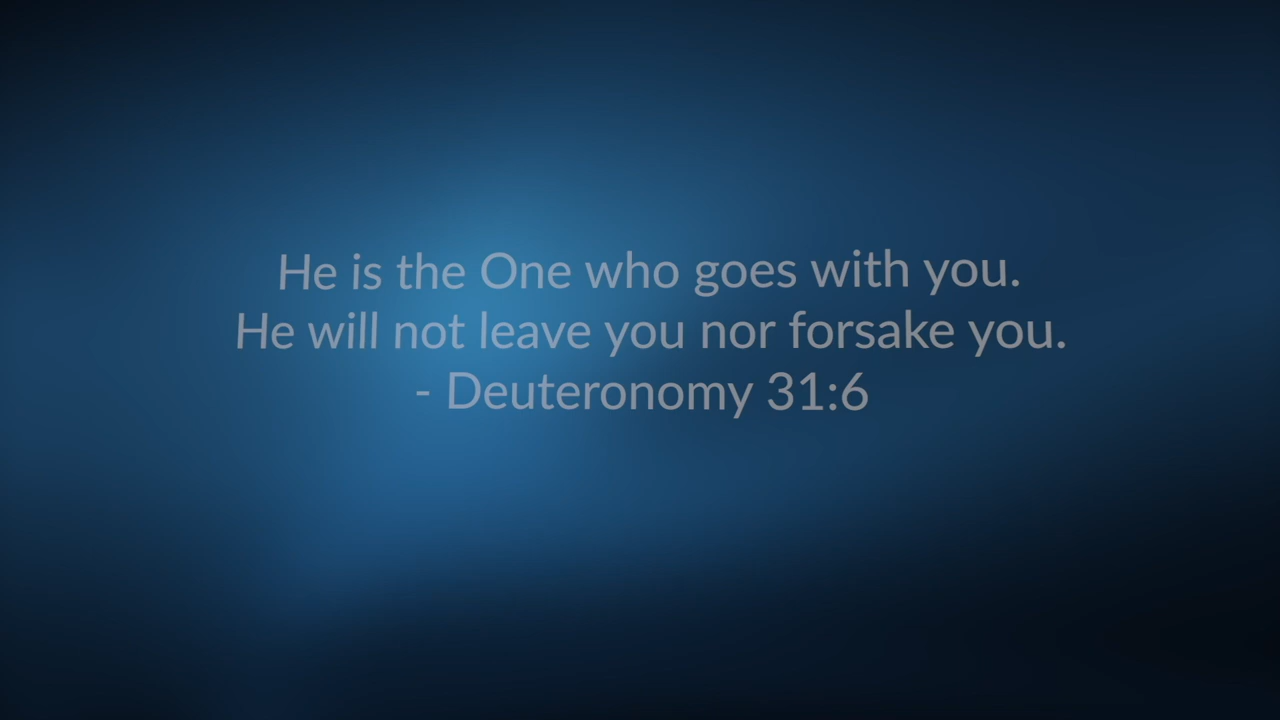 He is the One who goes with you.
He will not leave you nor forsake you.
- Deuteronomy 31:6